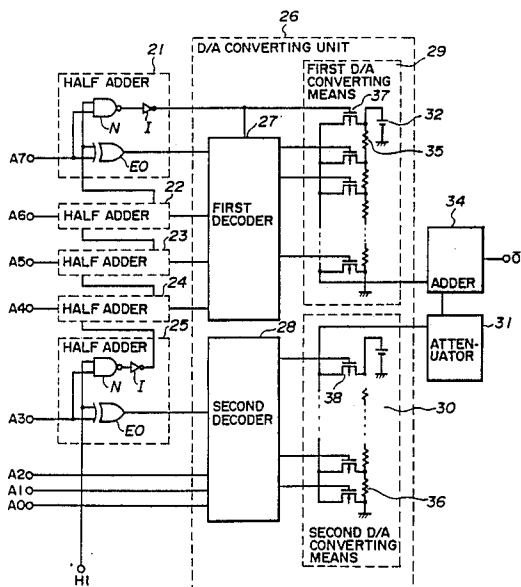 26
21
D/A CONVERTING UNIT
29
HALF ADDER
FIRST D/A
CONVERTING
MEANS
37
N
I
27
32
35
A7
EO
22
A6
HALF ADDER
FIRST
DECODER
23
34
A5
HALF ADDER
24
ō
A4
HALF ADDER
ADDER
25
28
31
HALF ADDER
ATTEN-
UATOR
N
I
38
SECOND
DECODER
30
A3
EO
A2
A1
A0
36
SECOND D/A
CONVERTING
MEANS
H1